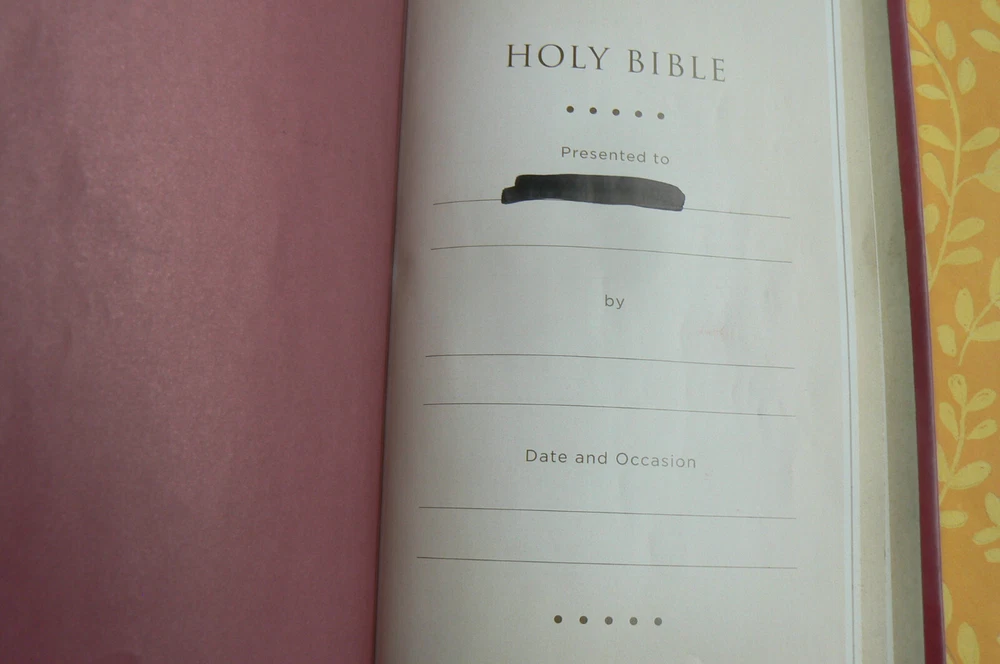 HOLY BIBLE
Presented to
by
Date and Occasion